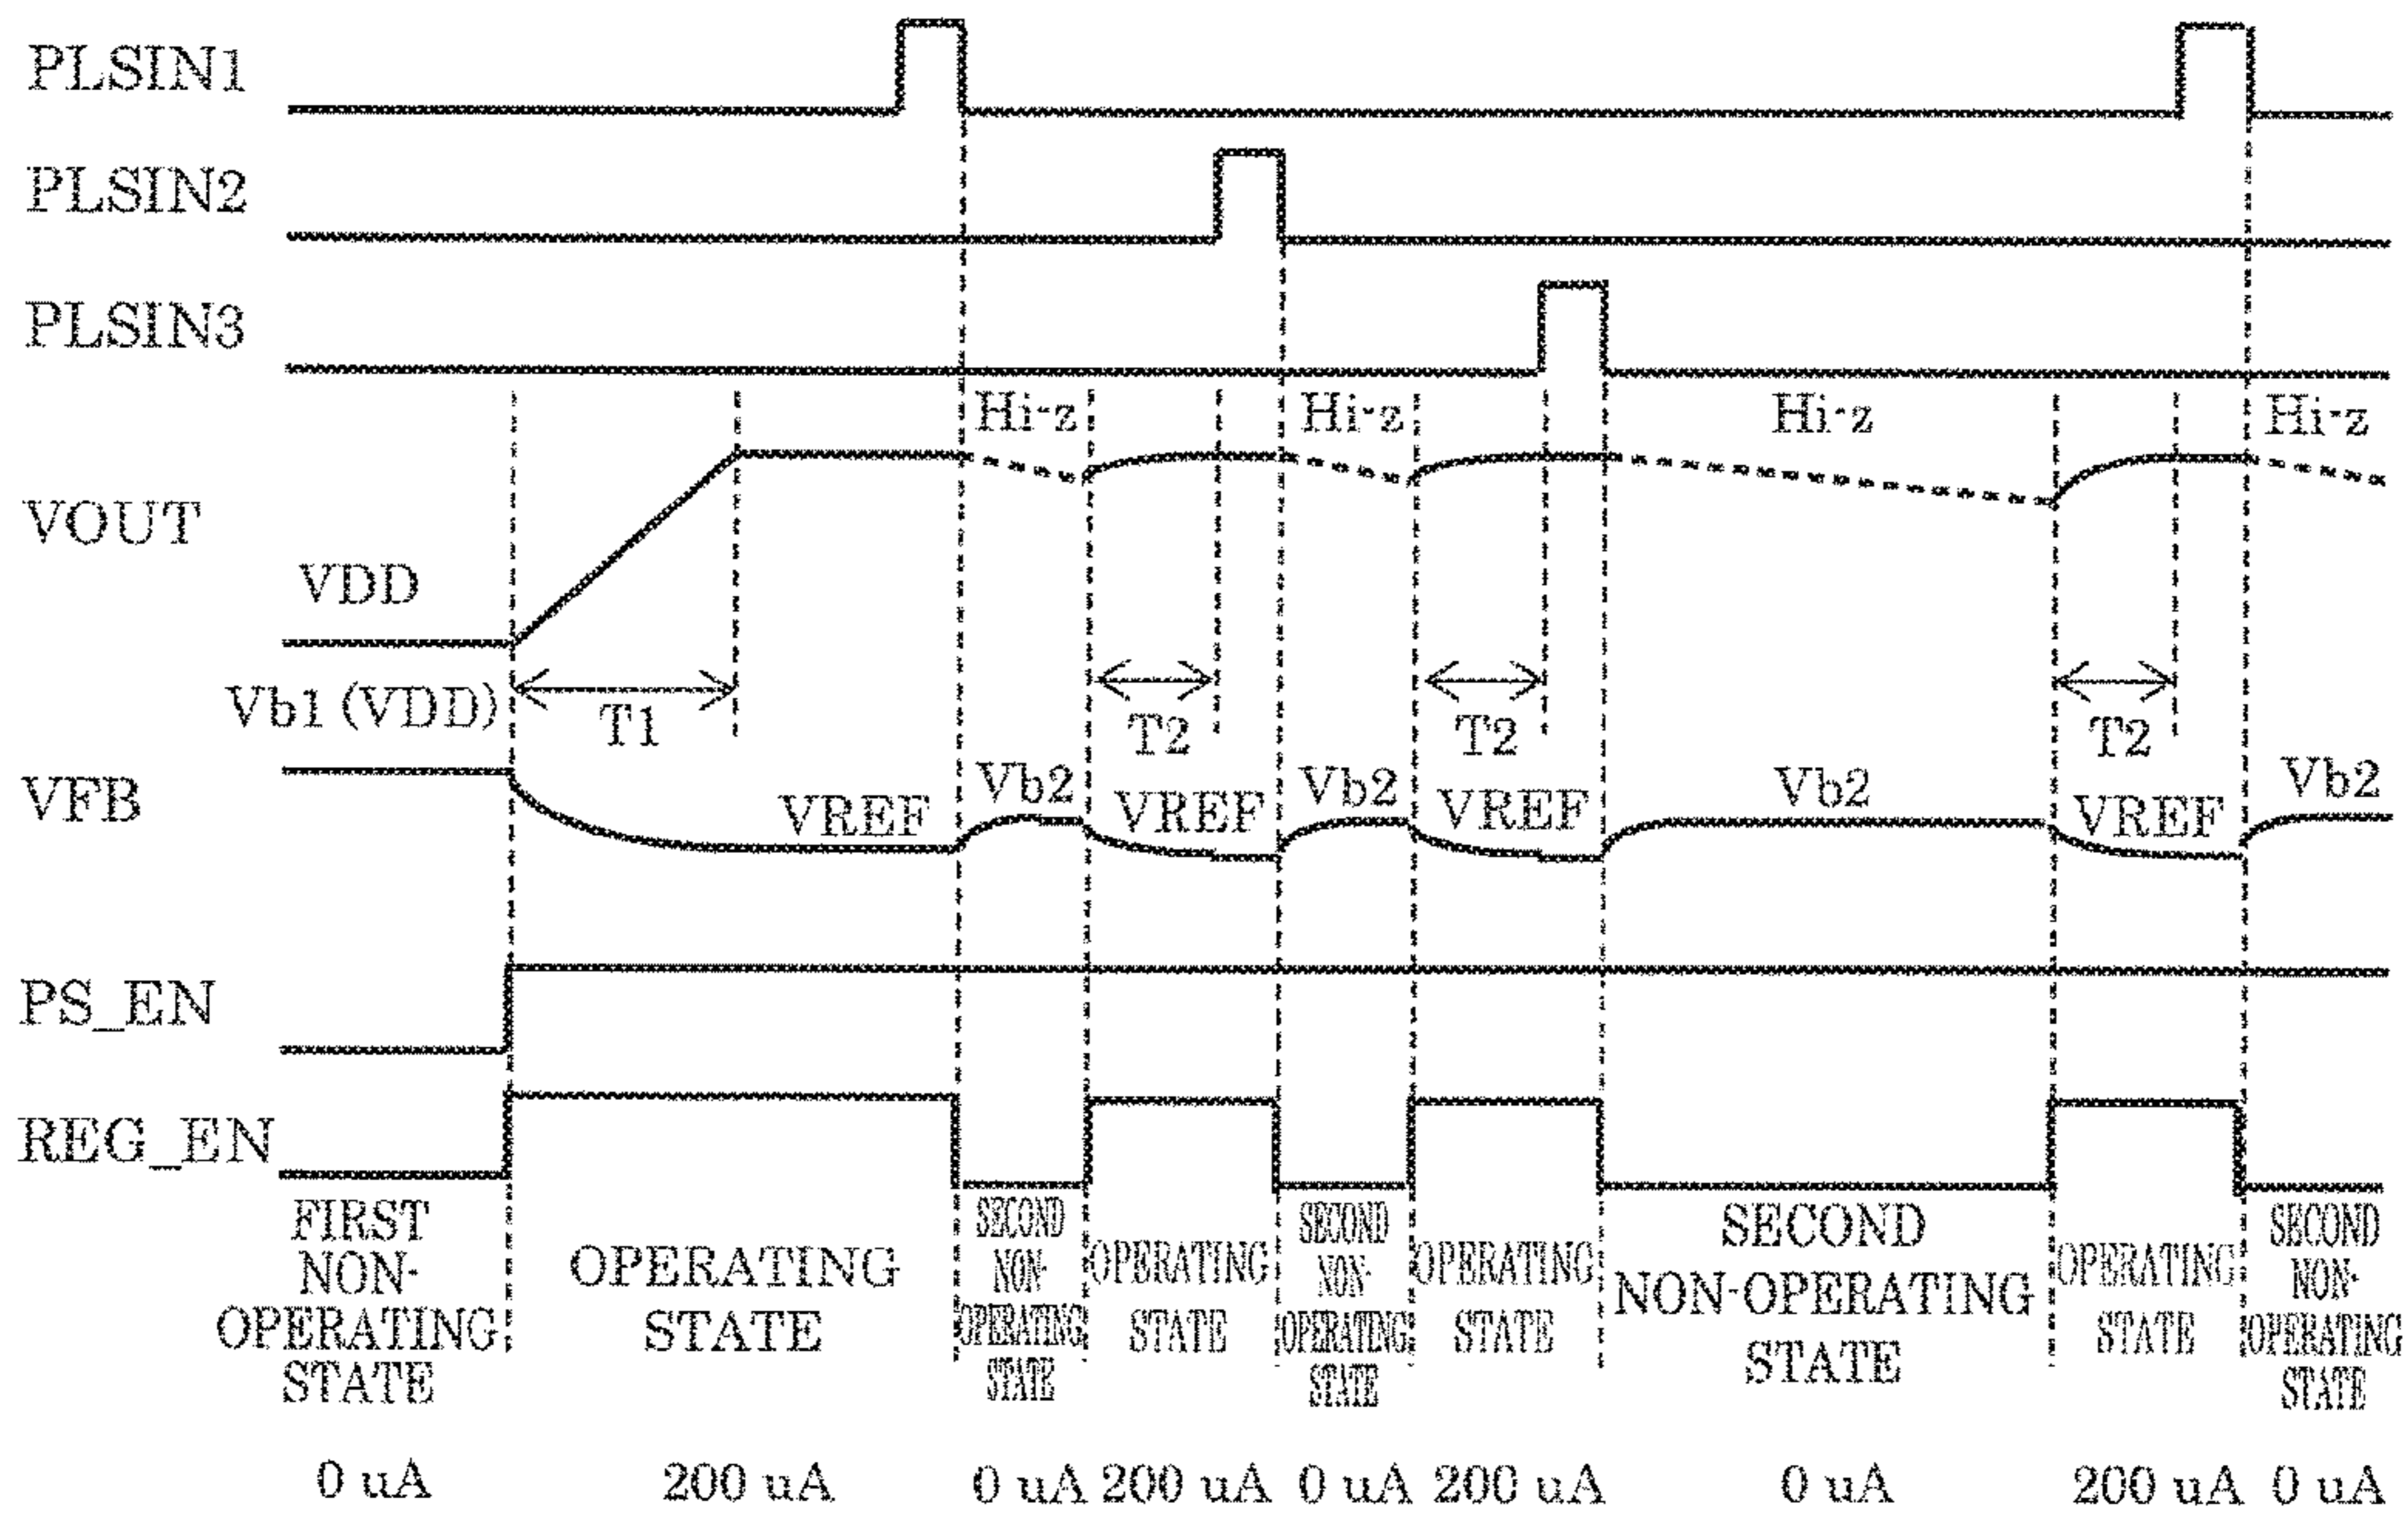 PLSIN1
PLSIN2
PLSIN3
Hi-z Hi-z Hi-z Hi-z
VOUT
VDD
Vb1 (VDD)
T1 T2 T2 T2
VFB
VREF Vb2 VREF Vb2 VREF Vb2 VREF Vb2
PS_EN
REG_EN
FIRST
NON-
OPERATING
STATE
OPERATING
STATE
SECOND
NON-
OPERATING
STATE
OPERATING
STATE
SECOND
NON-
OPERATING
STATE
OPERATING
STATE
SECOND
NON-OPERATING
STATE
OPERATING
STATE
SECOND
NON-
OPERATING
STATE
0 uA 200 uA 0 uA 200 uA 0 uA 200 uA 0 uA 200 uA 0 uA